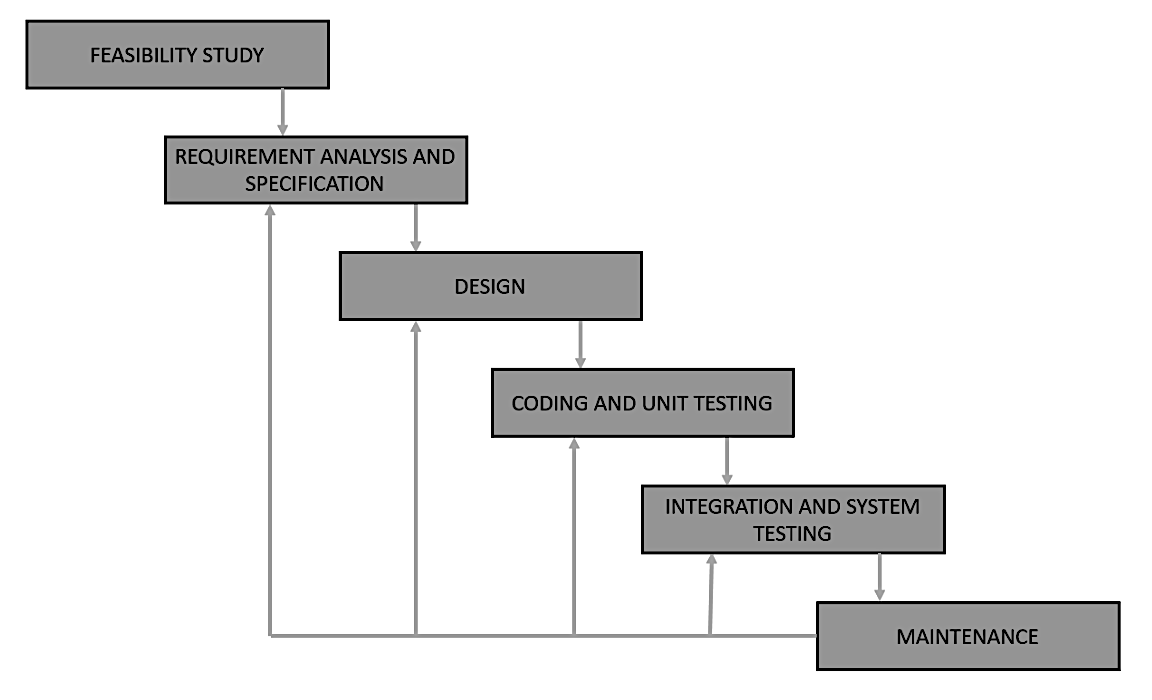 FEASIBILITY STUDY
REQUIREMENT ANALYSIS AND
SPECIFICATION
DESIGN
CODING AND UNIT TESTING
INTEGRATION AND SYSTEM
TESTING
MAINTENANCE